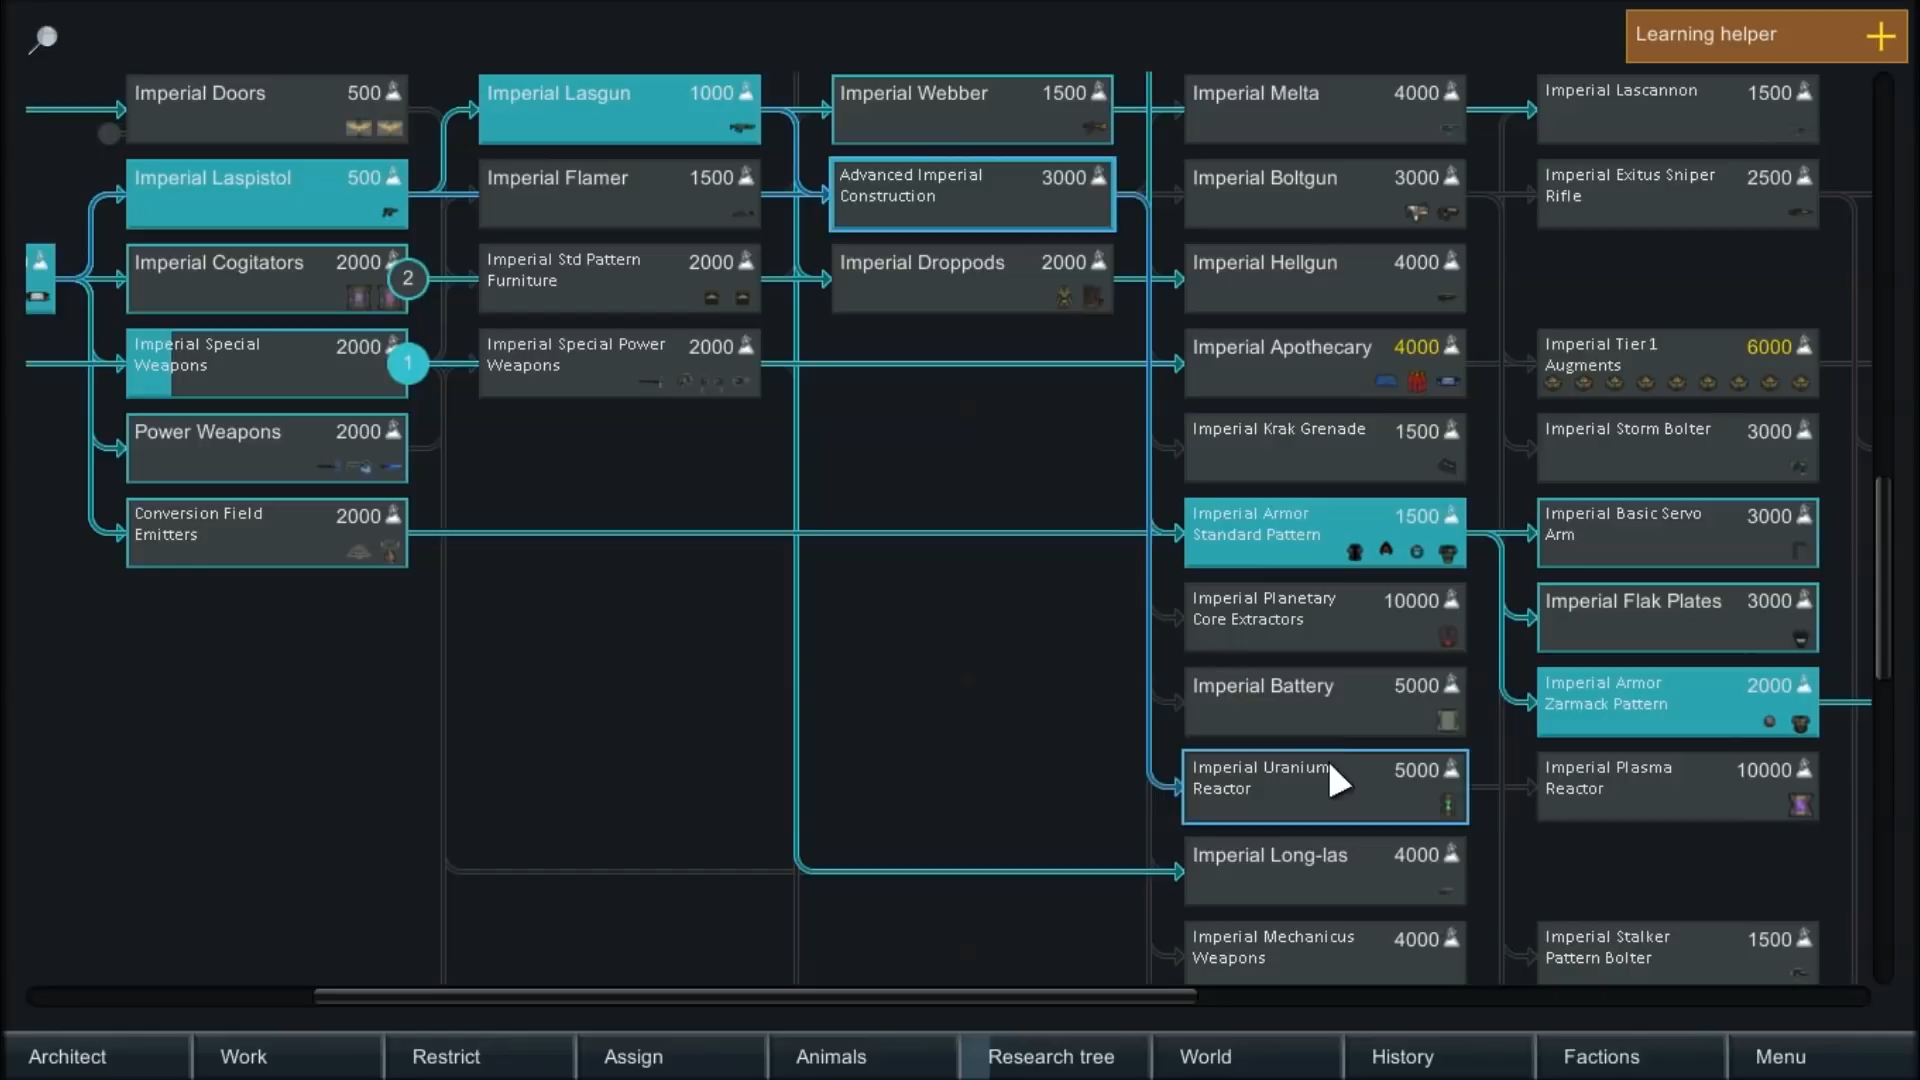 Learning helper
Imperial Doors 500
Imperial Lasgun 1000
Imperial Webber 1500
Imperial Melta 4000
Imperial Lascannon 1500
Imperial Laspistol 500
Imperial Flamer 1500
Advanced Imperial 3000
Construction
Imperial Boltgun 3000
Imperial Exitus Sniper 2500
Rifle
Imperial Cogitators 2000
2
Imperial Std Pattern 2000
Furniture
Imperial Droppods 2000
Imperial Hellgun 4000
Imperial Special 2000
Weapons
1
Imperial Special Power 2000
Weapons
Imperial Apothecary 4000
Imperial Tier1 6000
Augments
Power Weapons 2000
Imperial Krak Grenade 1500
Imperial Storm Bolter 3000
Conversion Field 2000
Emitters
Imperial Armor 1500
Standard Pattern
Imperial Basic Servo 3000
Arm
Imperial Planetary 10000
Core Extractors
Imperial Flak Plates 3000
Imperial Battery 5000
Imperial Armor 2000
Zarmack Pattern
Imperial Uranium 5000
Reactor
Imperial Plasma 10000
Reactor
Imperial Long-las 4000
Imperial Mechanicus 4000
Weapons
Imperial Stalker 1500
Pattern Bolter
Architect Work Restrict Assign Animals Research tree World History Factions Menu